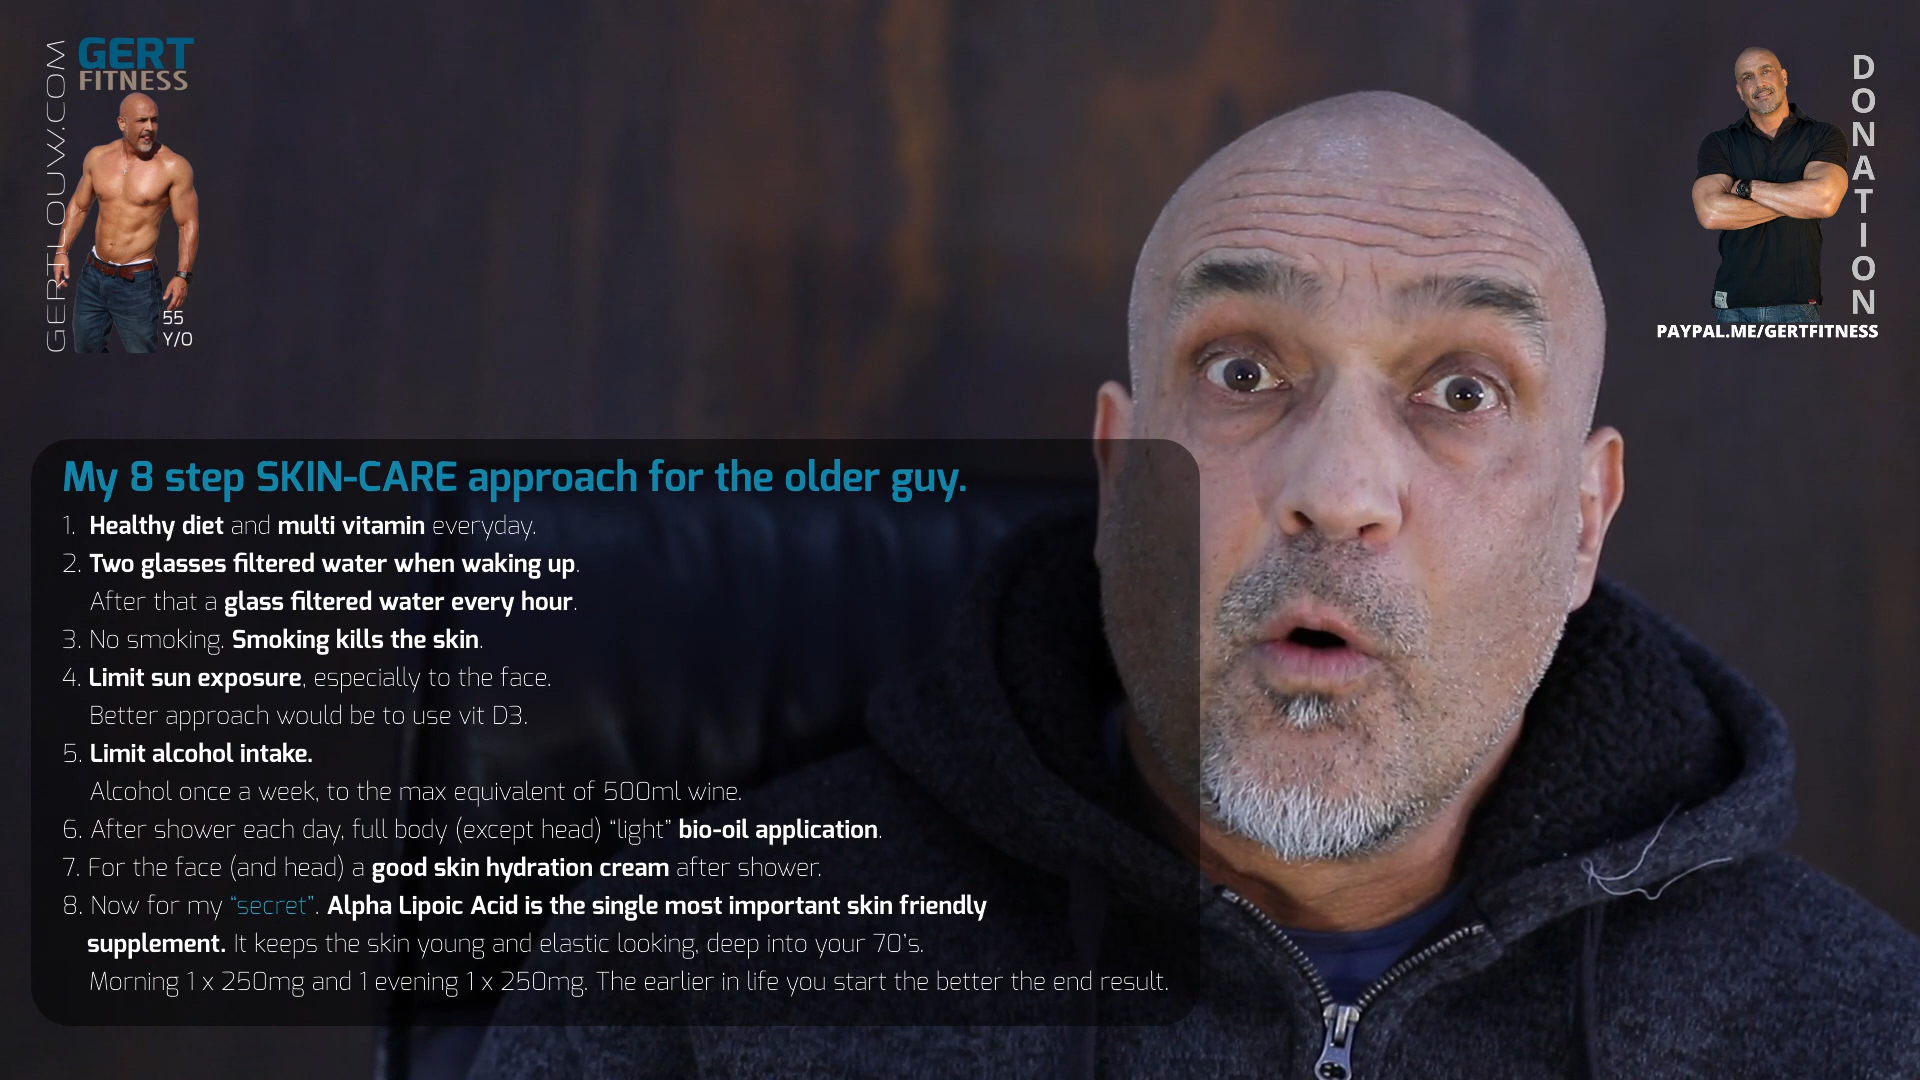 GERTLOUW.COM
GERT
FITNESS
55
Y/O
DONATION
PAYPAL.ME/GERTFITNESS
My 8 step SKIN-CARE approach for the older guy.
1. Healthy diet and multi vitamin everyday.
2. Two glasses filtered water when waking up.
After that a glass filtered water every hour.
3. No smoking. Smoking kills the skin.
4. Limit sun exposure, especially to the face.
Better approach would be to use vit D3.
5. Limit alcohol intake.
Alcohol once a week, to the max equivalent of 500ml wine.
6. After shower each day, full body (except head) “light” bio-oil application.
7. For the face (and head) a good skin hydration cream after shower.
8. Now for my “secret”. Alpha Lipoic Acid is the single most important skin friendly
supplement. It keeps the skin young and elastic looking, deep into your 70's.
Morning 1 x 250mg and 1 evening 1 x 250mg. The earlier in life you start the better the end result.